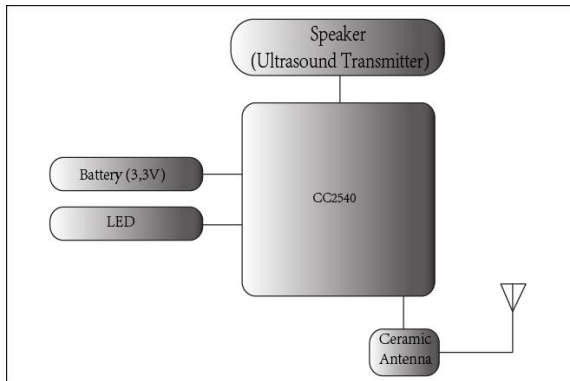 Speaker
(Ultrasound Transmitter)
Battery (3,3V)
CC2540
LED
Ceramic
Antenna